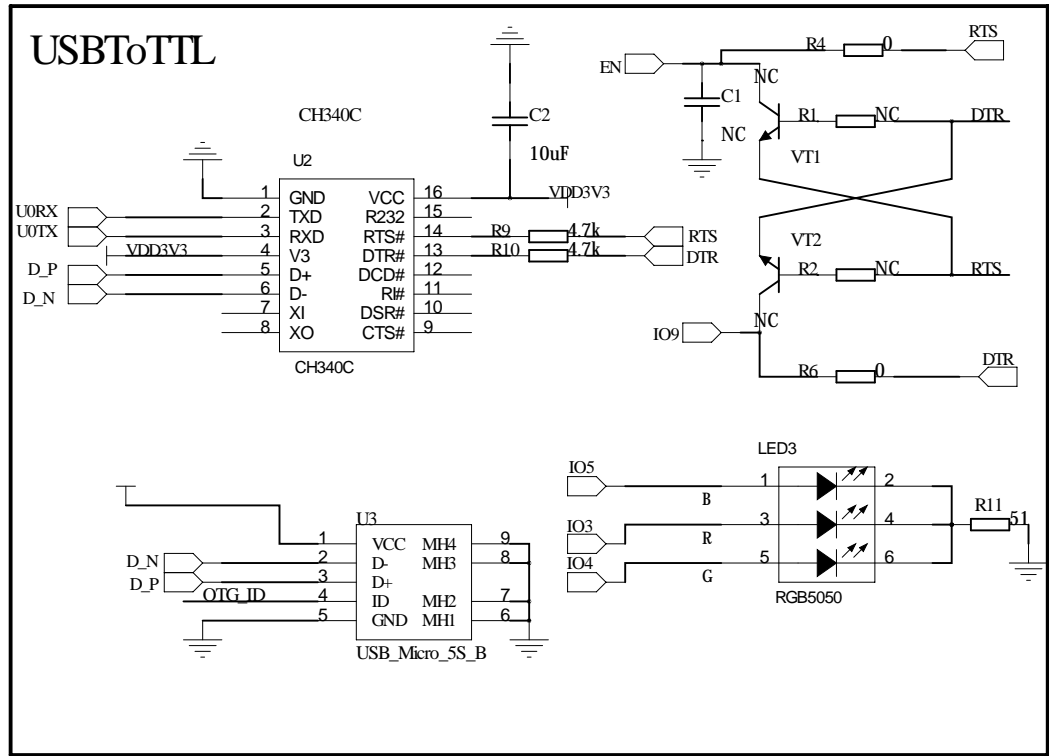 USBToTTL
CH340C
C2
10uF
U2
1 GND VCC 16 VDD3V3
U0RX 2 TXD R232 15
U0TX 3 RXD RTS# 14 R9 4.7k RTS
VDD3V3 4 V3 DTR# 13 R10 4.7k DTR
D_P 5 D+ DCD# 12
D_N 6 D- RI# 11
7 XI DSR# 10
8 XO CTS# 9
CH340C
R4 0 RTS
EN
NC
C1
NC
R1 NC DTR
VT1
VT2
R2 NC RTS
NC
IO9
R6 0 DTR
LED3
IO5 B 1 2
IO3 R 3 4 R11 51
IO4 G 5 6
RGB5050
U3
1 VCC MH4 9
D_N 2 D- MH3 8
D_P 3 D+
OTG_ID 4 ID MH2 7
5 GND MH1 6
USB_Micro_5S_B